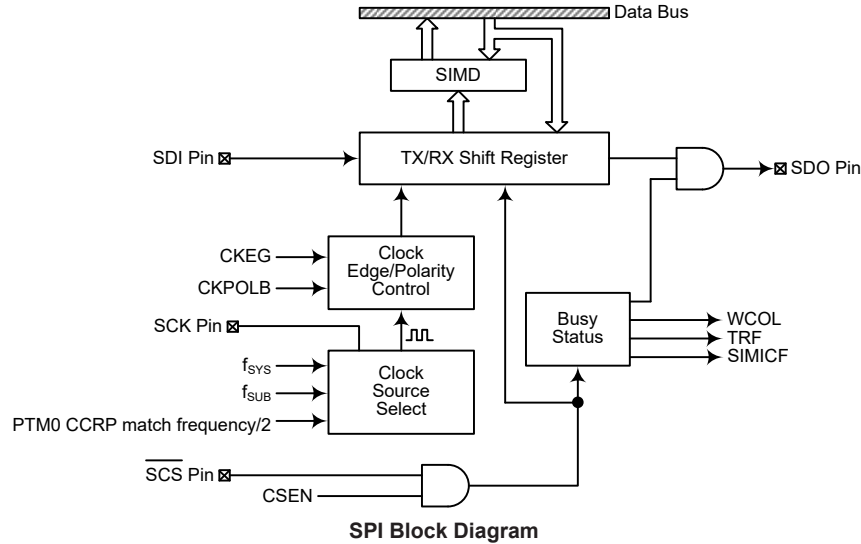 Data Bus
SIMD
SDI Pin
TX/RX Shift Register
SDO Pin
CKEG
CKPOLB
Clock
Edge/Polarity
Control
SCK Pin
Busy
Status
WCOL
TRF
SIMICF
fSYS
fSUB
PTM0 CCRP match frequency/2
Clock
Source
Select
SCS Pin
CSEN
SPI Block Diagram